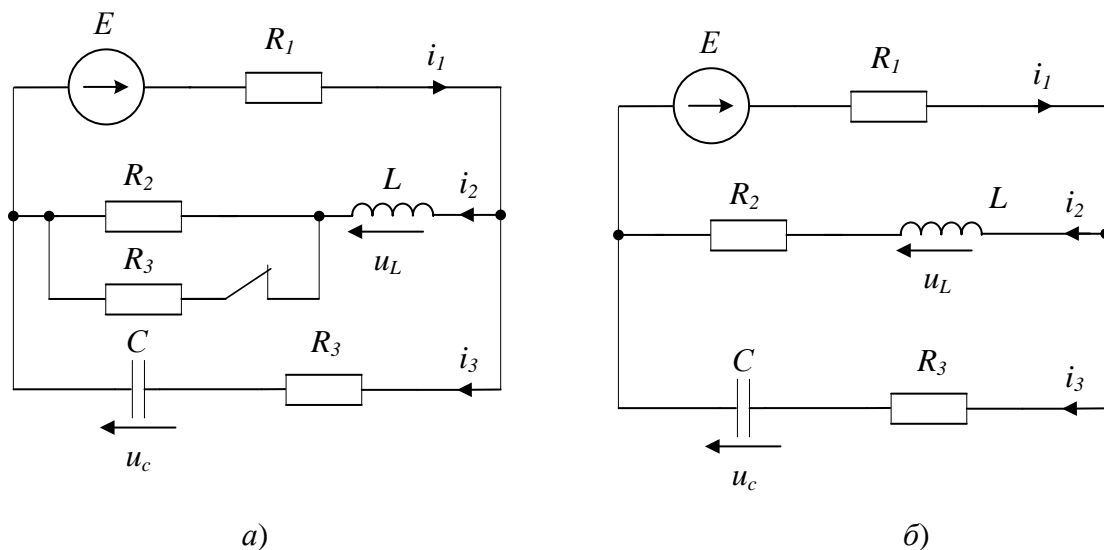 E
R1
i1
R2
L
i2
R3
uL
C
R3
i3
uc
а)
E
R1
i1
R2
L
i2
uL
C
R3
i3
uc
б)